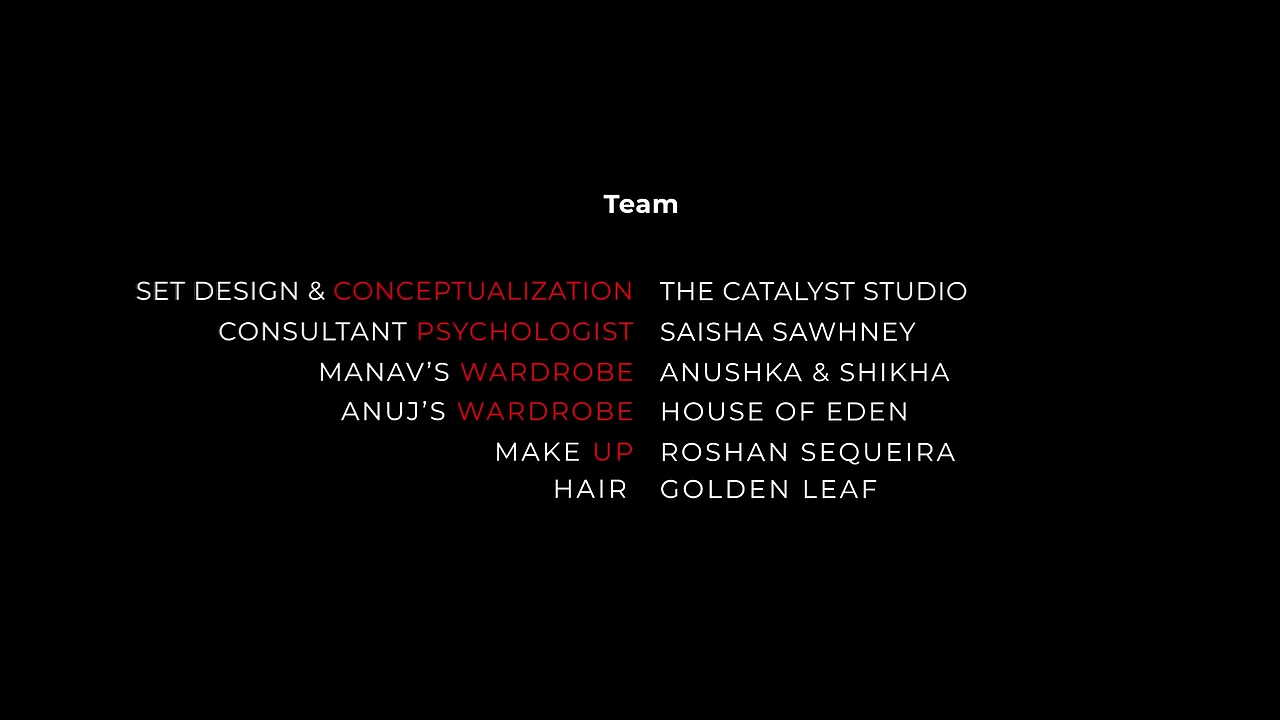 Team
SET DESIGN & CONCEPTUALIZATION THE CATALYST STUDIO
CONSULTANT PSYCHOLOGIST SAISHA SAWHNEY
MANAV’S WARDROBE ANUSHKA & SHIKHA
ANUJ’S WARDROBE HOUSE OF EDEN
MAKE UP ROSHAN SEQUEIRA
HAIR GOLDEN LEAF